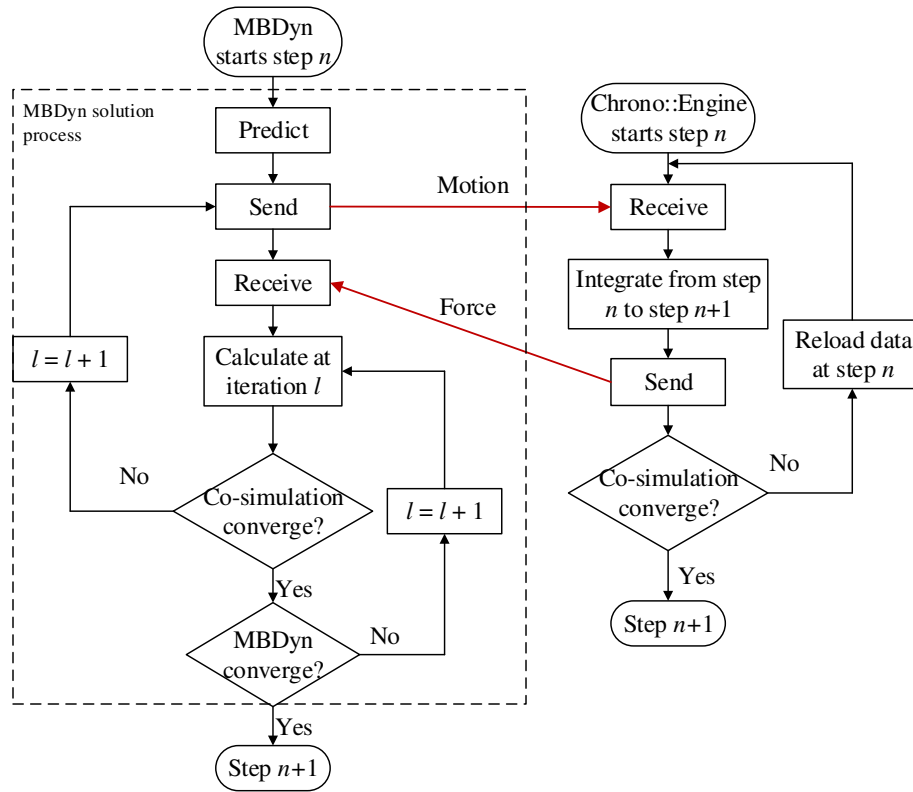 MBDyn
starts step n
MBDyn solution
process
Predict
Send
Receive
Calculate at
iteration l
l = l + 1
No
Co-simulation
converge?
l = l + 1
Yes
MBDyn
converge?
No
Yes
Step n+1
Motion
Force
Chrono::Engine
starts step n
Receive
Integrate from step
n to step n+1
Send
Reload data
at step n
Co-simulation
converge?
No
Yes
Step n+1